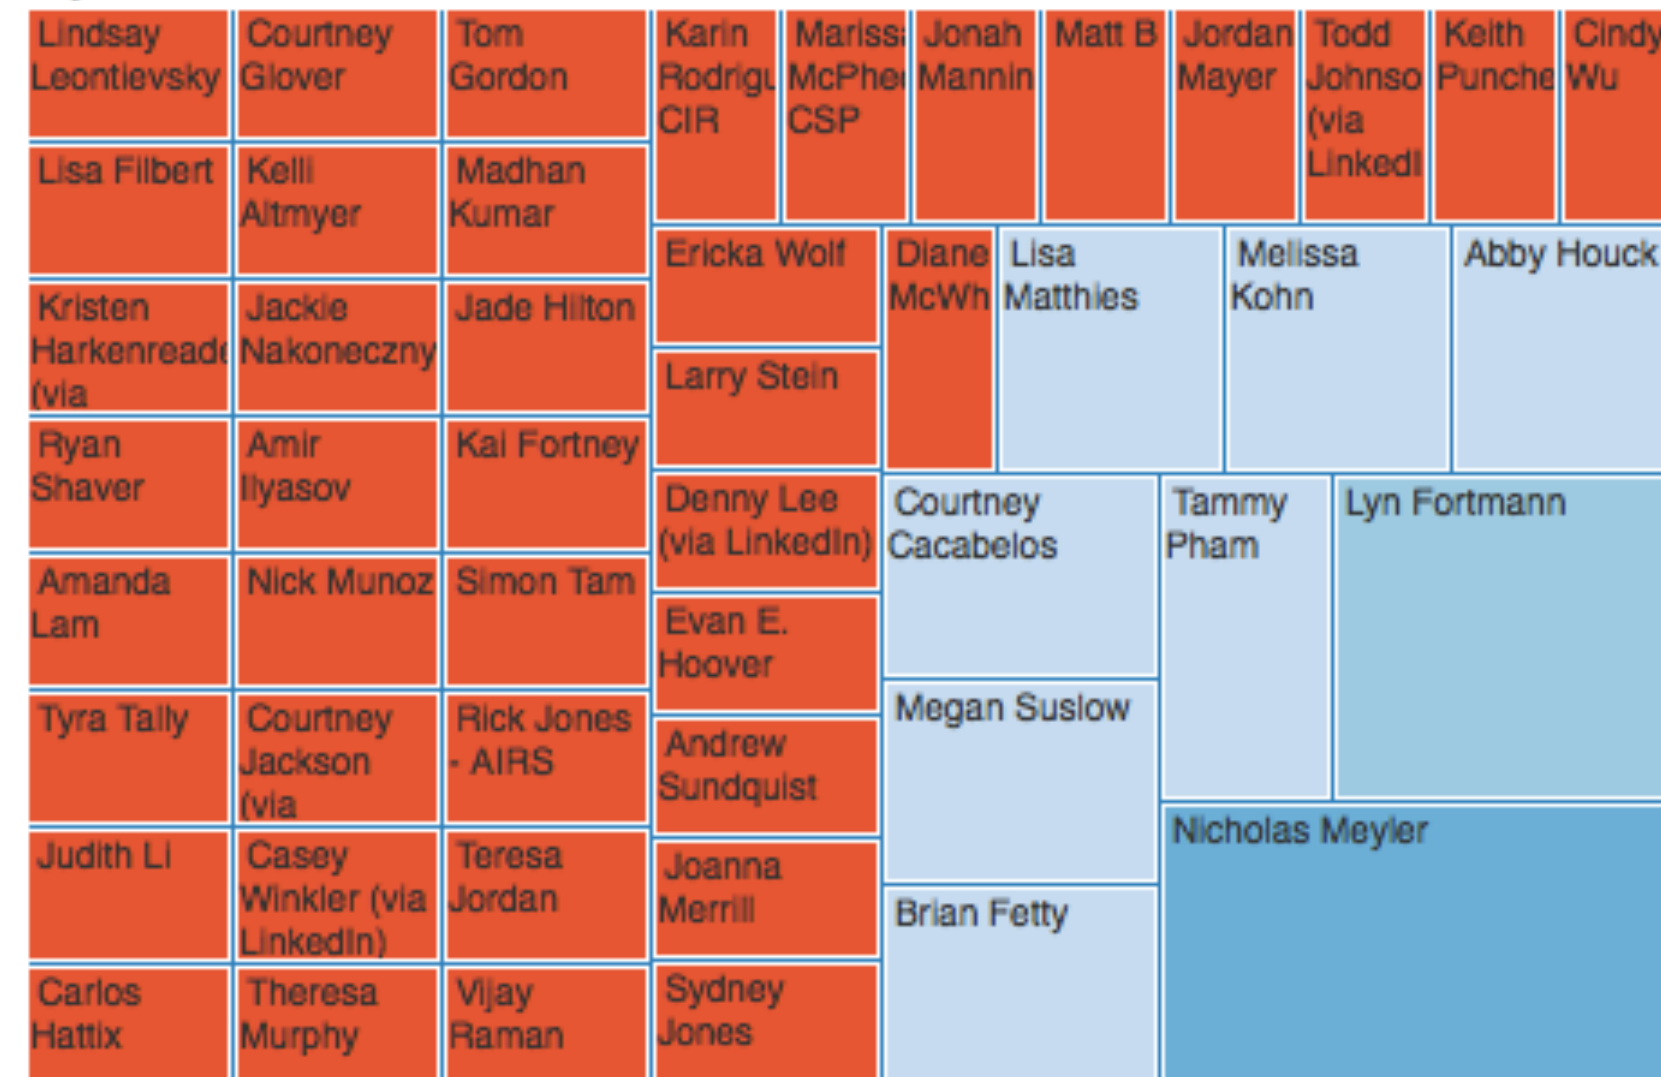 Lindsay
Leontievsky
Courtney
Glover
Tom
Gordon
Karin
Rodrigu
CIR
Marissa
McPhee
CSP
Jonah
Mannin
Matt B
Jordan
Mayer
Todd
Johnso
(via
LinkedI
Keith
Punche
Cindy
Wu
Lisa Filbert
Kelli
Altmyer
Madhan
Kumar
Ericka Wolf
Diane
McWh
Lisa
Matthies
Melissa
Kohn
Abby Houck
Kristen
Harkenreade
(via
Jackie
Nakoneczny
Jade Hilton
Larry Stein
Ryan
Shaver
Amir
Ilyasov
Kai Fortney
Denny Lee
(via LinkedIn)
Courtney
Cacabelos
Tammy
Pham
Lyn Fortmann
Amanda
Lam
Nick Munoz
Simon Tam
Evan E.
Hoover
Tyra Tally
Courtney
Jackson
(via
Rick Jones
- AIRS
Andrew
Sundquist
Megan Suslow
Judith Li
Casey
Winkler (via
LinkedIn)
Teresa
Jordan
Joanna
Merrill
Brian Fetty
Nicholas Meyler
Carlos
Hattix
Theresa
Murphy
Vijay
Raman
Sydney
Jones